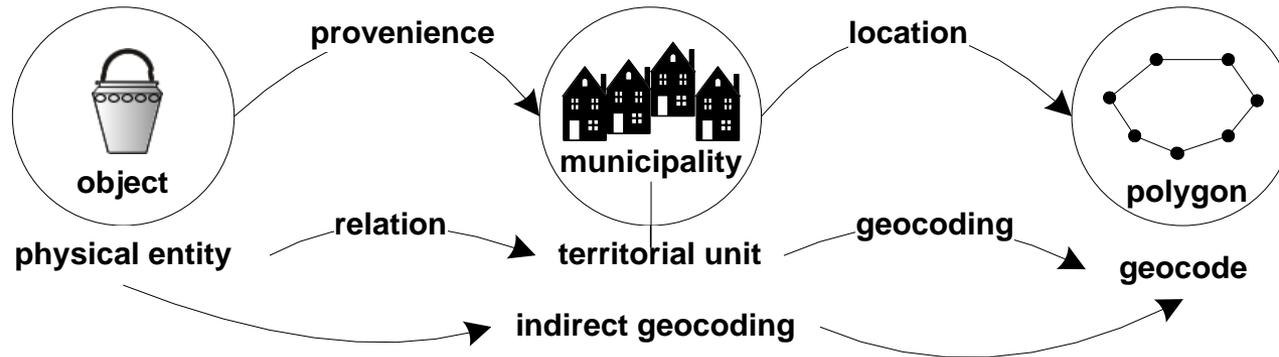 provenience
location
object
municipality
polygon
relation
geocoding
physical entity
territorial unit
geocode
indirect geocoding